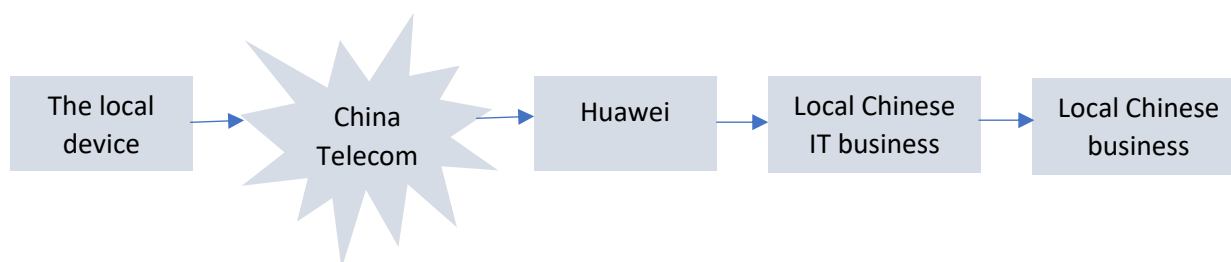 The local
device
China
Telecom
Huawei
Local Chinese
IT business
Local Chinese
business